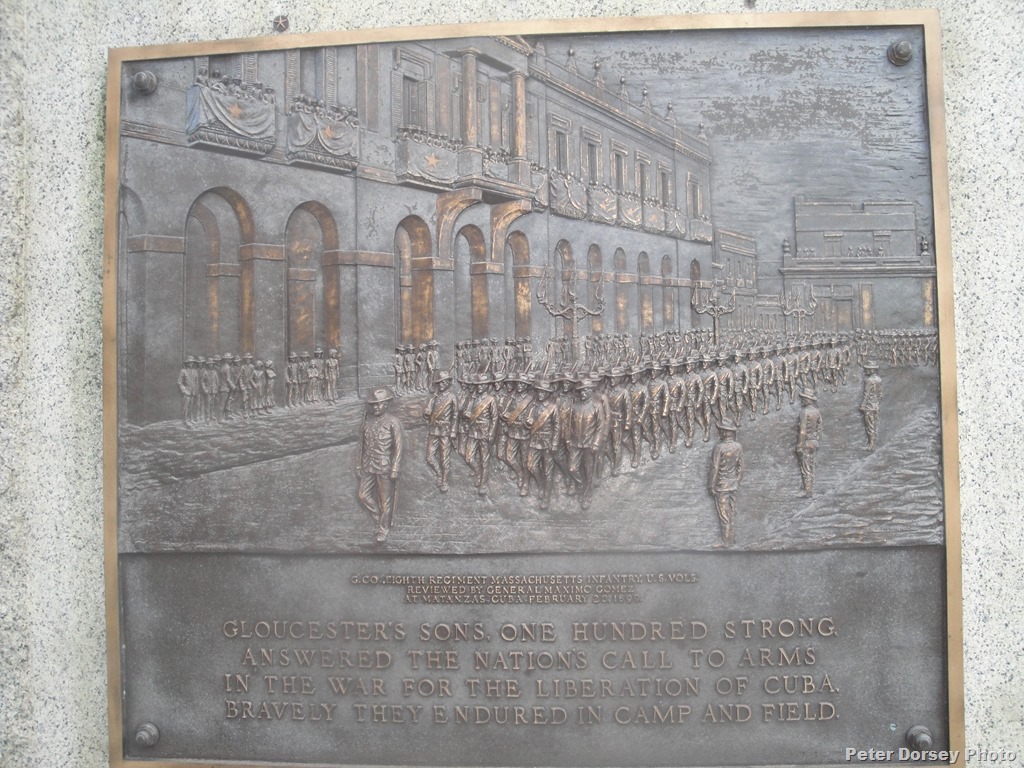 G. CO. EIGHTH REGIMENT MASSACHUSETTS INFANTRY, U.S. VOLS.
REVIEWED BY GENERAL MAXIMO GOMEZ
AT MATANZAS, CUBA, FEBRUARY
GLOUCESTER'S SONS, ONE HUNDRED STRONG,
ANSWERED THE NATION'S CALL TO ARMS
IN THE WAR FOR THE LIBERATION OF CUBA.
BRAVELY THEY ENDURED IN CAMP AND FIELD.
Peter Dorsey Photo